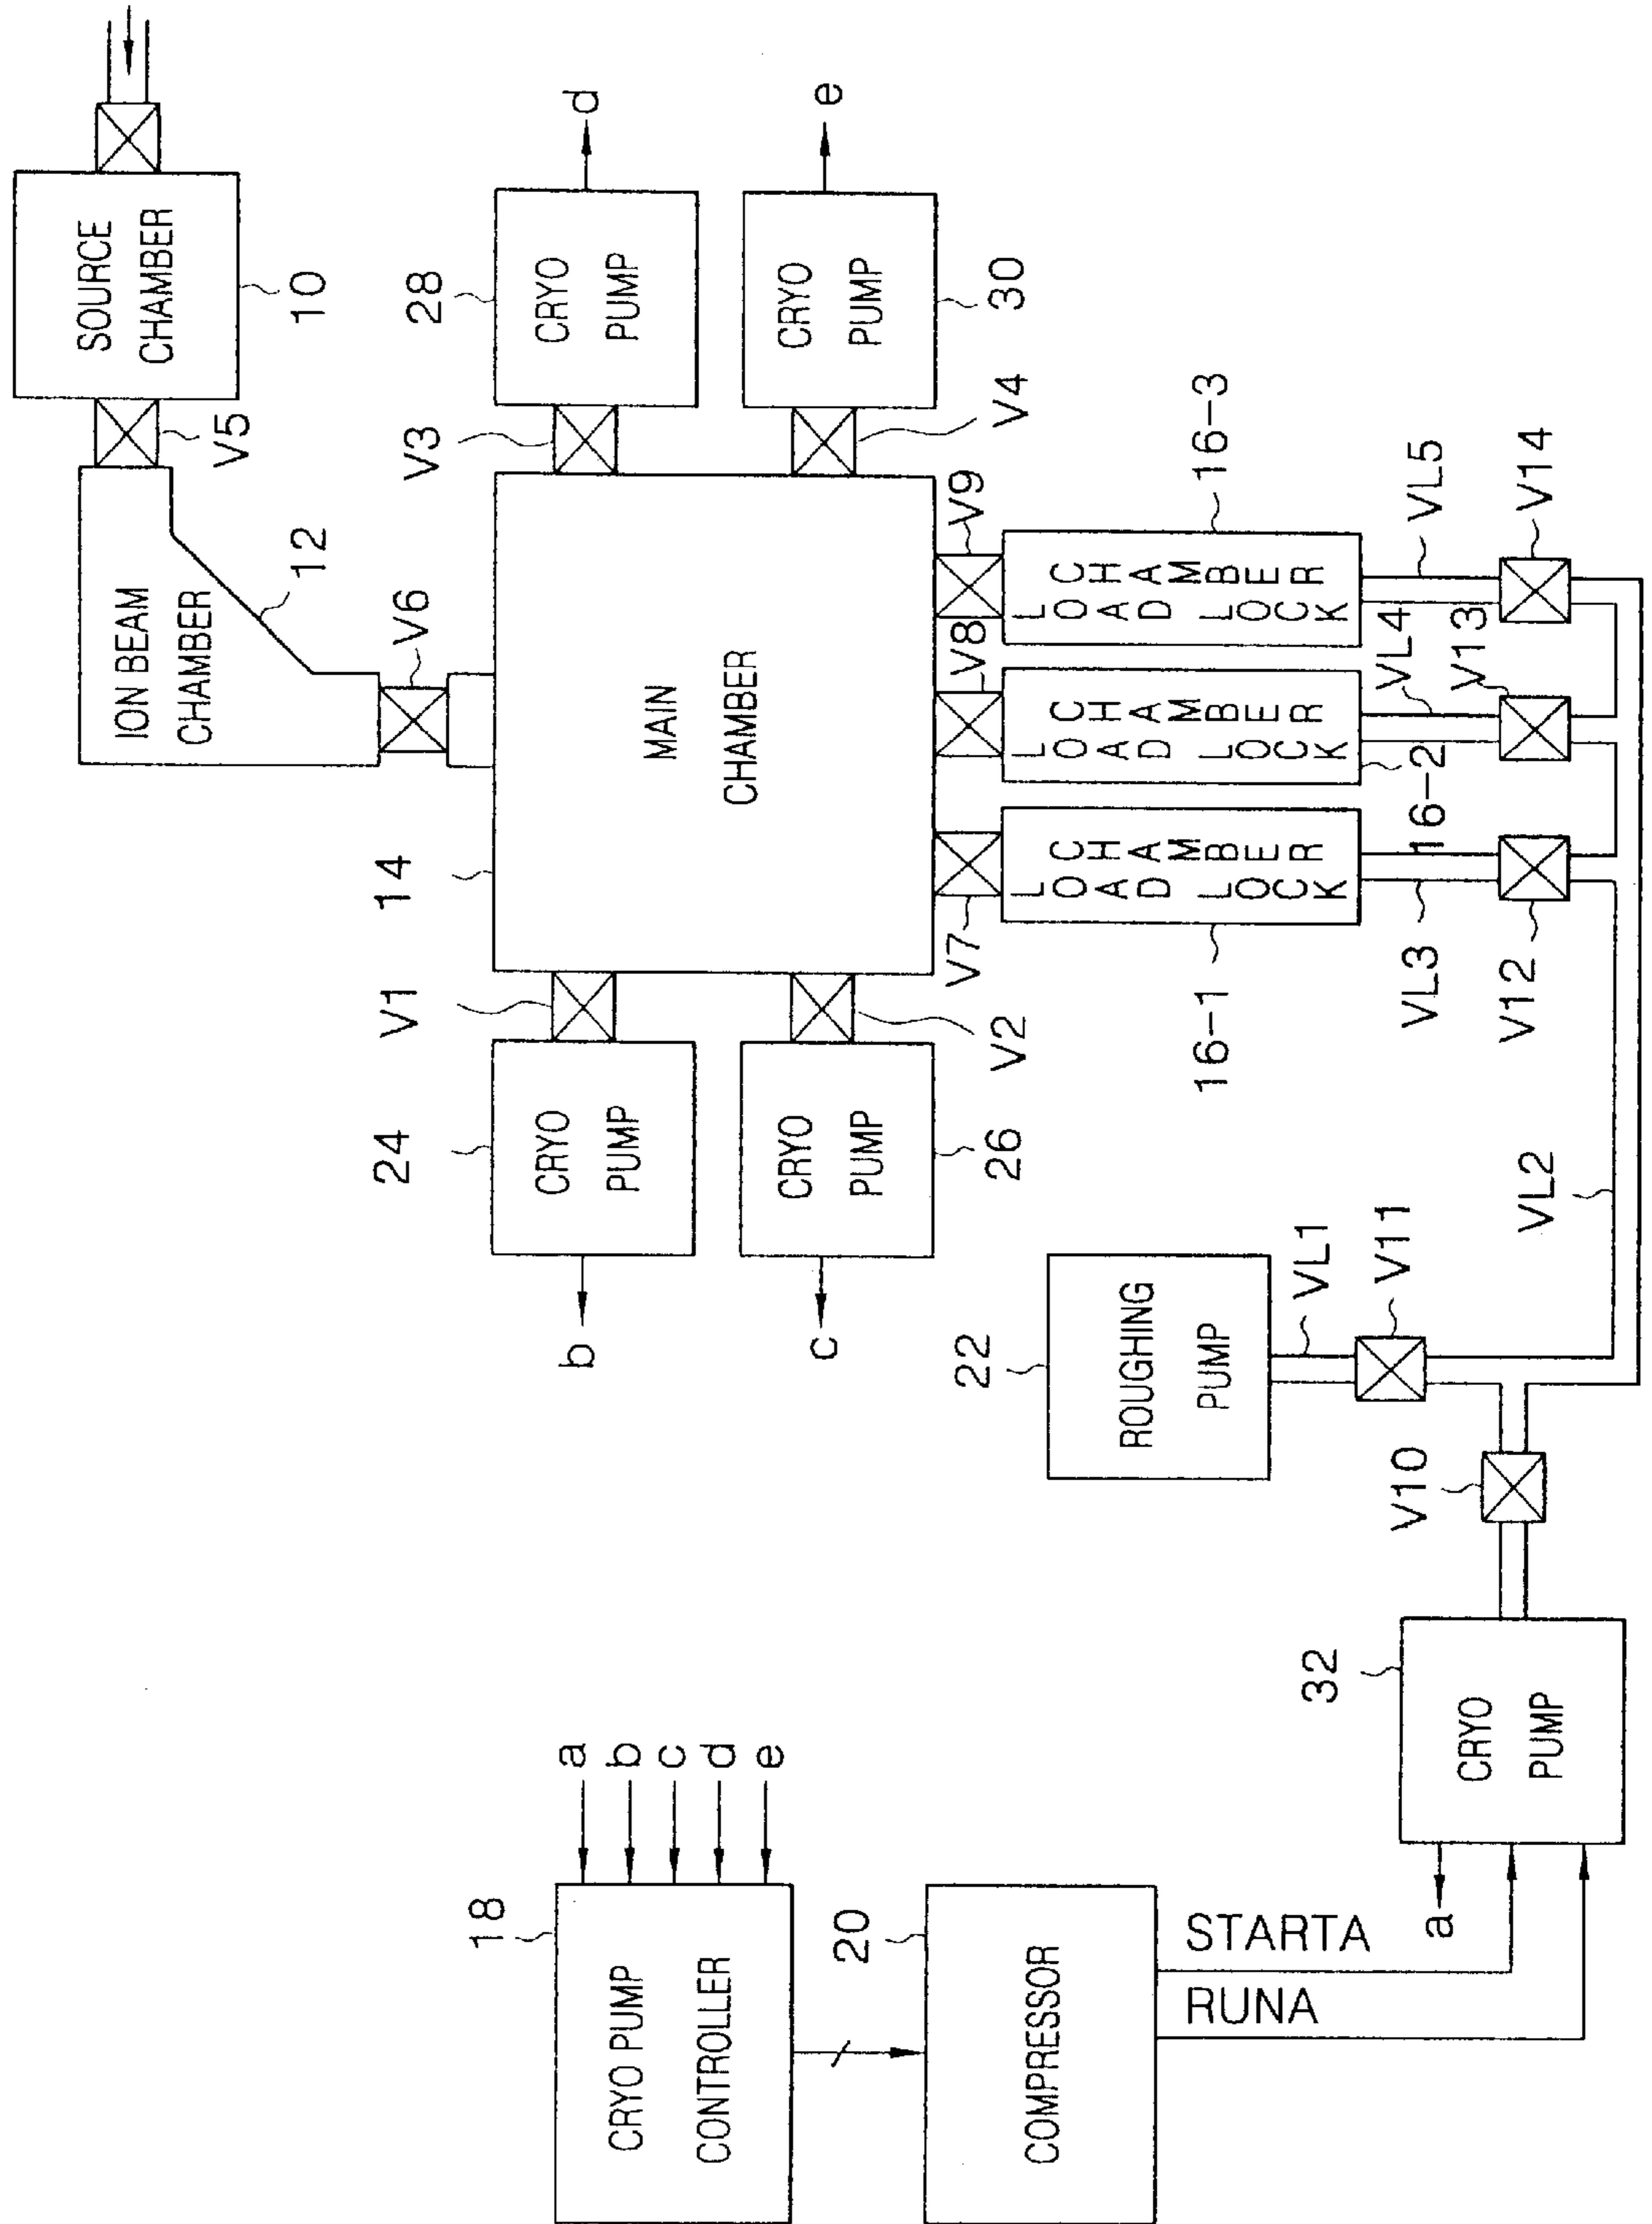 SOURCE
CHAMBER
10
V5
ION BEAM
CHAMBER
12
V6
28
CRYO
PUMP
d
V3
CRYO
PUMP
30
e
V4
14
MAIN
CHAMBER
V1
24
CRYO
PUMP
b
V2
CRYO
PUMP
26
c
V7
V8
V9
LOAD LOCK
CHAMBER
16-1
LOAD LOCK
CHAMBER
16-2
LOAD LOCK
CHAMBER
16-3
VL3
VL4
VL5
V12
V13
V14
VL2
22
ROUGHING
PUMP
VL1
V11
V10
32
CRYO
PUMP
a
18
CRYO PUMP
CONTROLLER
a
b
c
d
e
20
COMPRESSOR
STARTA
RUNA